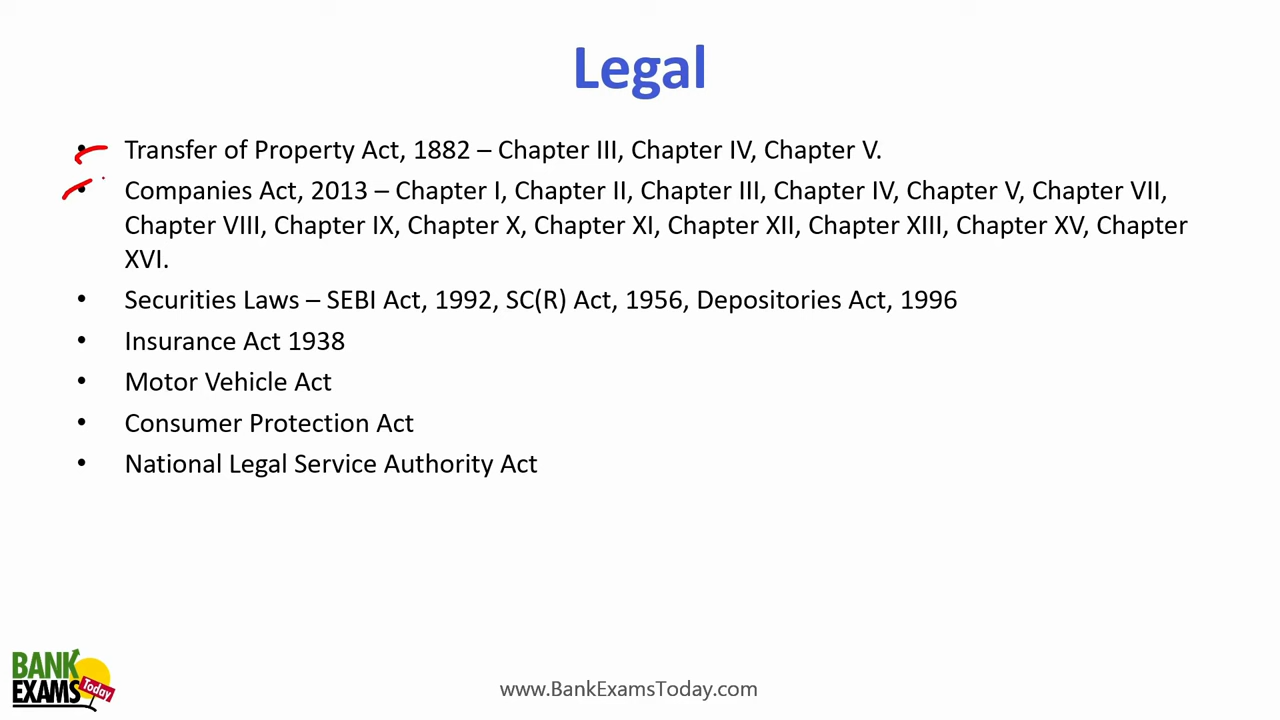 Legal
• Transfer of Property Act, 1882 – Chapter III, Chapter IV, Chapter V.
• Companies Act, 2013 – Chapter I, Chapter II, Chapter III, Chapter IV, Chapter V, Chapter VII,
Chapter VIII, Chapter IX, Chapter X, Chapter XI, Chapter XII, Chapter XIII, Chapter XV, Chapter
XVI.
• Securities Laws – SEBI Act, 1992, SC(R) Act, 1956, Depositories Act, 1996
• Insurance Act 1938
• Motor Vehicle Act
• Consumer Protection Act
• National Legal Service Authority Act
BANK
EXAMS Today
www.BankExamsToday.com